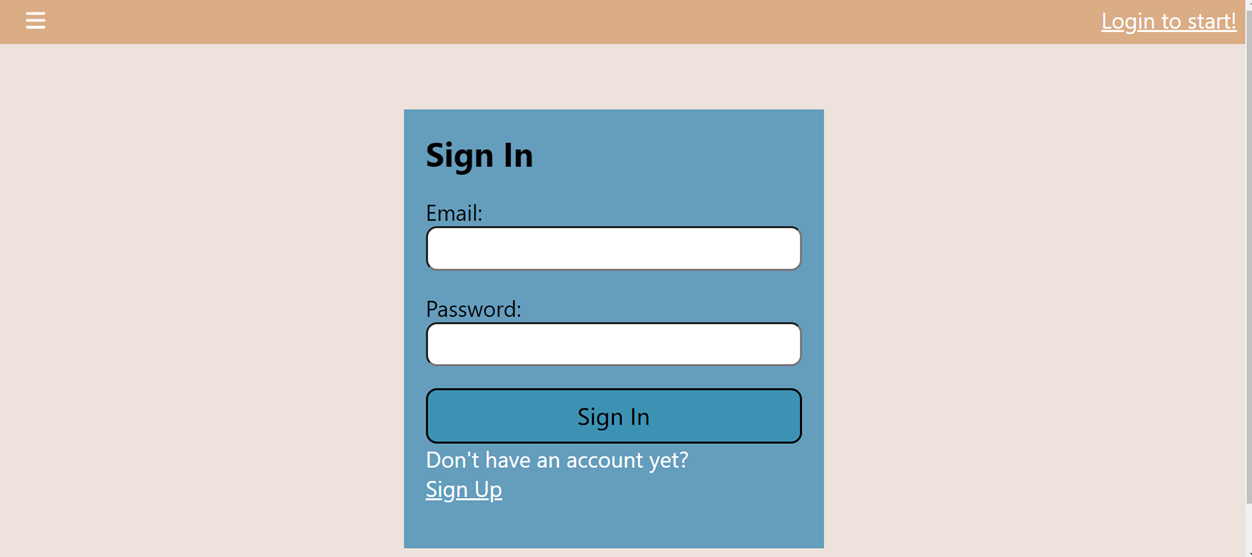 Login to start!
Sign In
Email:
Password:
Sign In
Don't have an account yet?
Sign Up